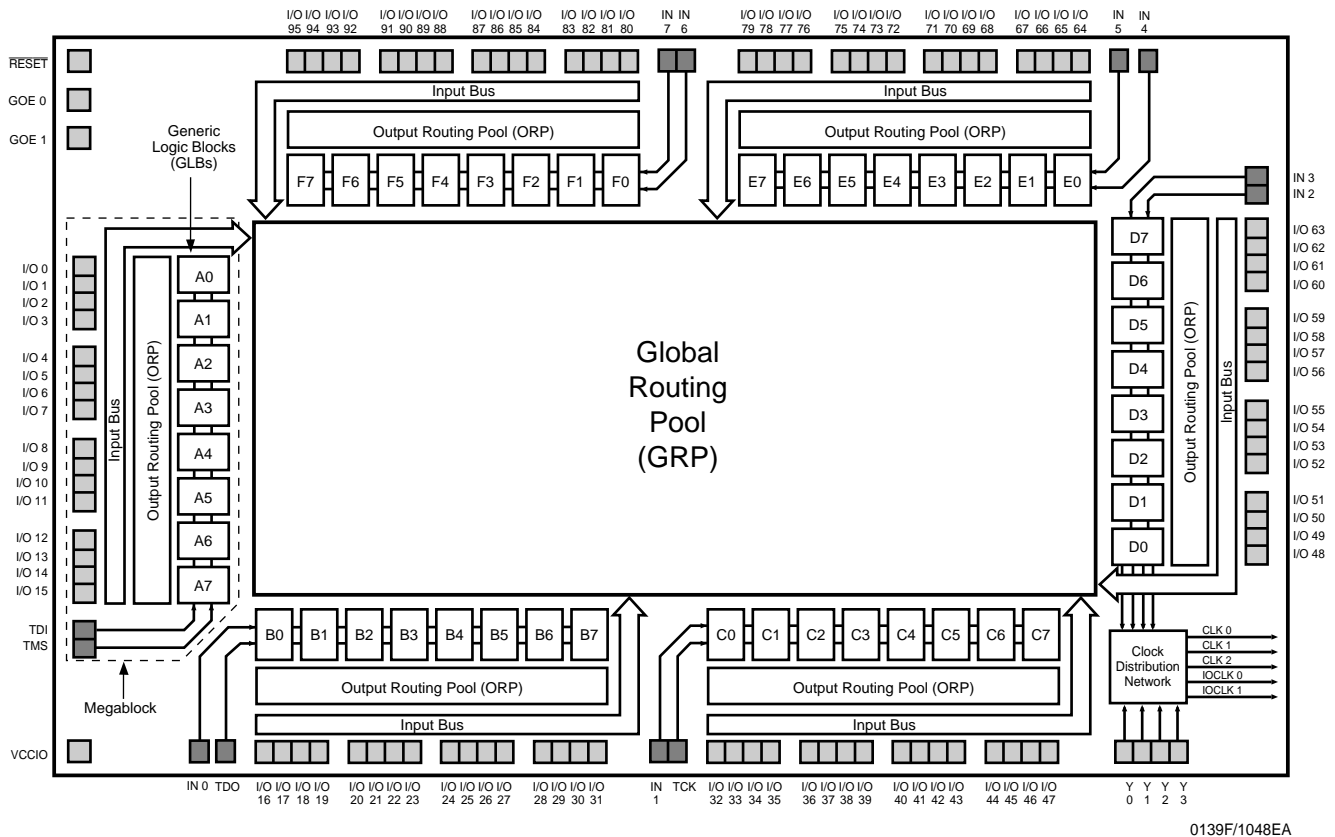 I/O I/O I/O I/O
95 94 93 92
I/O I/O I/O I/O
91 90 89 88
I/O I/O I/O I/O
87 86 85 84
I/O I/O I/O I/O
83 82 81 80
IN IN
7 6
I/O I/O I/O I/O
79 78 77 76
I/O I/O I/O I/O
75 74 73 72
I/O I/O I/O I/O
71 70 69 68
I/O I/O I/O I/O
67 66 65 64
IN
5
IN
4
RESET
GOE 0
GOE 1
Generic
Logic Blocks
(GLBs)
Input Bus
Output Routing Pool (ORP)
F7 F6 F5 F4 F3 F2 F1 F0
Input Bus
Output Routing Pool (ORP)
E7 E6 E5 E4 E3 E2 E1 E0
IN 3
IN 2
I/O 0
I/O 1
I/O 2
I/O 3
I/O 4
I/O 5
I/O 6
I/O 7
I/O 8
I/O 9
I/O 10
I/O 11
I/O 12
I/O 13
I/O 14
I/O 15
TDI
TMS
Input Bus
Output Routing Pool (ORP)
A0
A1
A2
A3
A4
A5
A6
A7
Global
Routing
Pool
(GRP)
D7
D6
D5
D4
D3
D2
D1
D0
Output Routing Pool (ORP)
Input Bus
I/O 63
I/O 62
I/O 61
I/O 60
I/O 59
I/O 58
I/O 57
I/O 56
I/O 55
I/O 54
I/O 53
I/O 52
I/O 51
I/O 50
I/O 49
I/O 48
B0 B1 B2 B3 B4 B5 B6 B7
Output Routing Pool (ORP)
Input Bus
C0 C1 C2 C3 C4 C5 C6 C7
Output Routing Pool (ORP)
Input Bus
Clock
Distribution
Network
CLK 0
CLK 1
CLK 2
IOCLK 0
IOCLK 1
Megablock
VCCIO
IN 0 TDO
I/O I/O I/O I/O
16 17 18 19
I/O I/O I/O I/O
20 21 22 23
I/O I/O I/O I/O
24 25 26 27
I/O I/O I/O I/O
28 29 30 31
IN
1
TCK
I/O I/O I/O I/O
32 33 34 35
I/O I/O I/O I/O
36 37 38 39
I/O I/O I/O I/O
40 41 42 43
I/O I/O I/O I/O
44 45 46 47
Y Y Y Y
0 1 2 3
0139F/1048EA